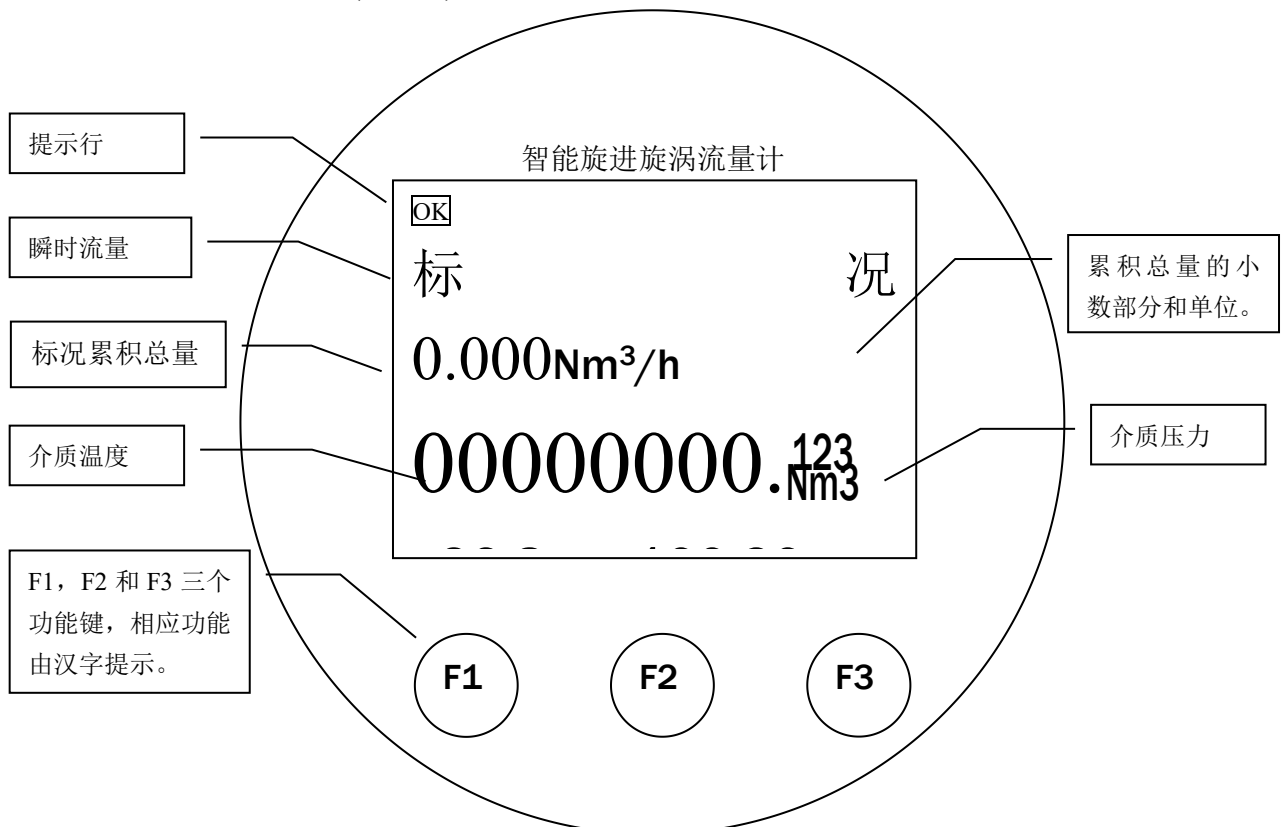 智能旋进旋涡流量计
提示行
OK
瞬时流量
标 况
累积总量的小
数部分和单位。
标况累积总量
0.000Nm³/h
介质温度
00000000.
123
Nm3
介质压力
F1，F2 和 F3 三个
功能键，相应功能
由汉字提示。
F1
F2
F3